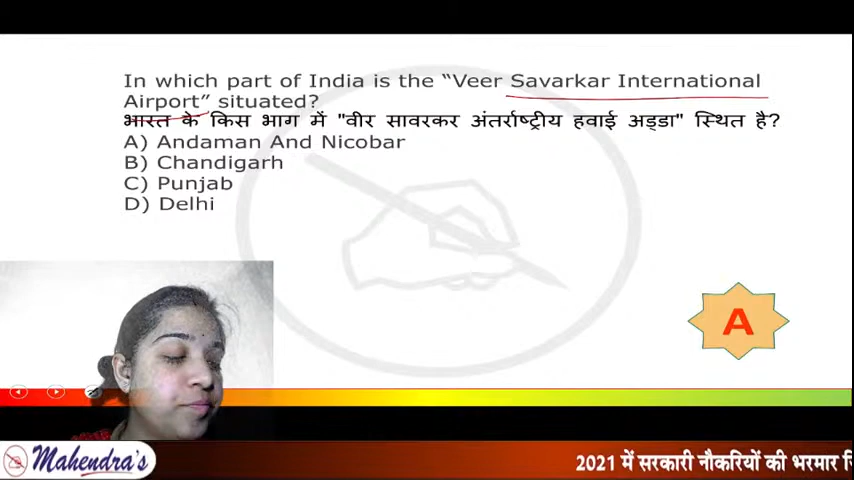 In which part of India is the “Veer Savarkar International
Airport” situated?
भारत के किस भाग में "वीर सावरकर अंतर्राष्ट्रीय हवाई अड्डा" स्थित है?
A) Andaman And Nicobar
B) Chandigarh
C) Punjab
D) Delhi
A
Mahendra's
2021 में सरकारी नौकरियों की भरमार